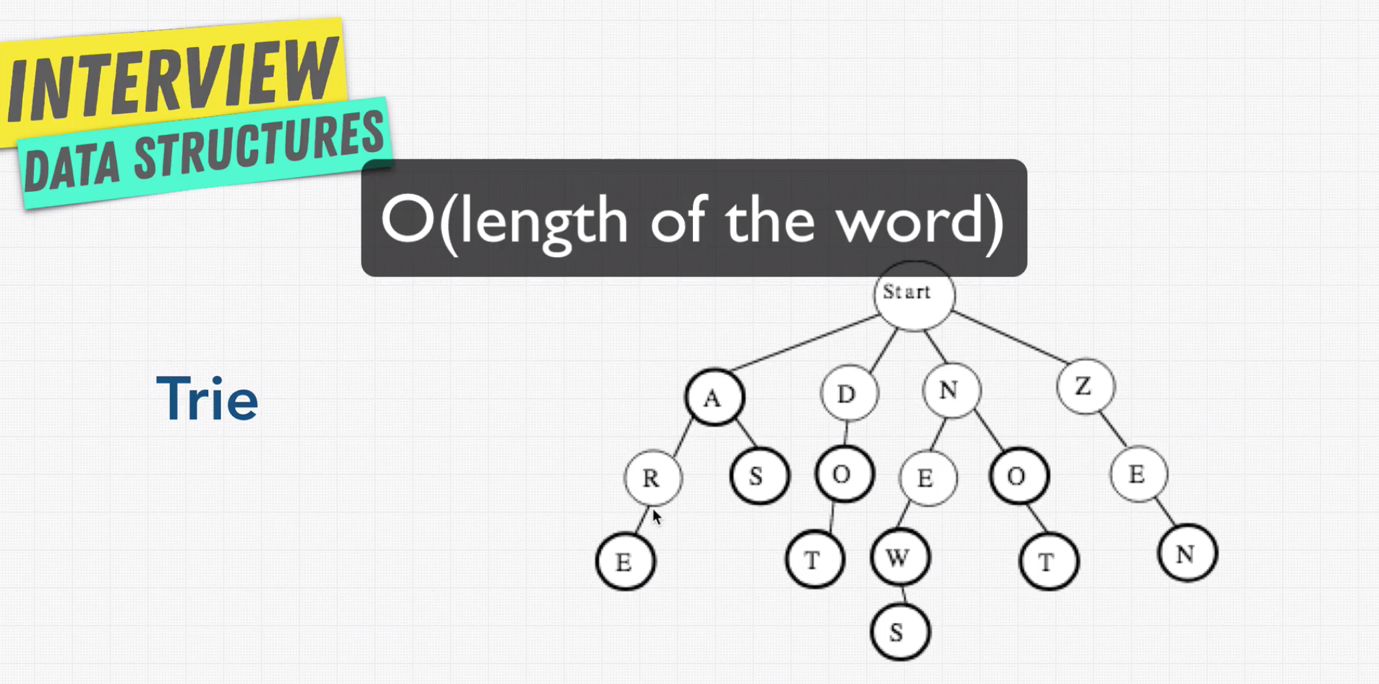 INTERVIEW
DATA STRUCTURES
O(length of the word)
Start
Trie
A D N Z
R S O E O E
E T W T N
S